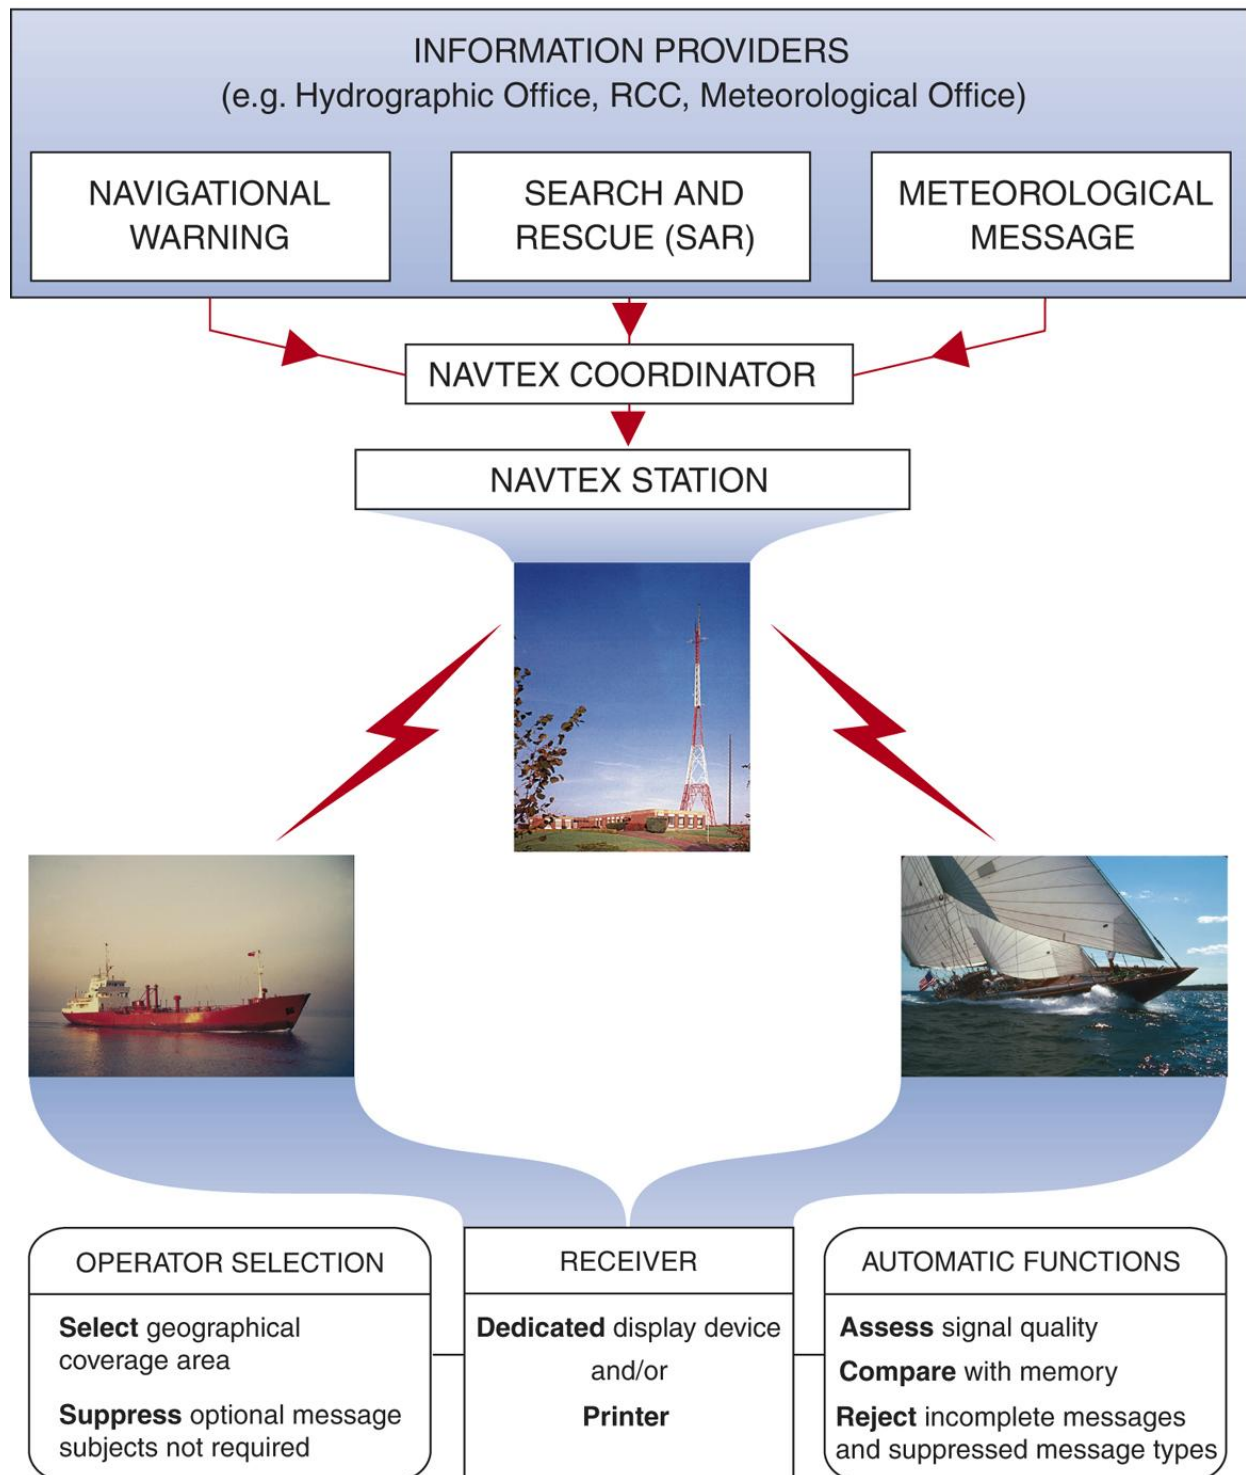 INFORMATION PROVIDERS
(e.g. Hydrographic Office, RCC, Meteorological Office)
NAVIGATIONAL
WARNING
SEARCH AND
RESCUE (SAR)
METEOROLOGICAL
MESSAGE
NAVTEX COORDINATOR
NAVTEX STATION
OPERATOR SELECTION
Select geographical
coverage area
Suppress optional message
subjects not required
RECEIVER
Dedicated display device
and/or
Printer
AUTOMATIC FUNCTIONS
Assess signal quality
Compare with memory
Reject incomplete messages
and suppressed message types